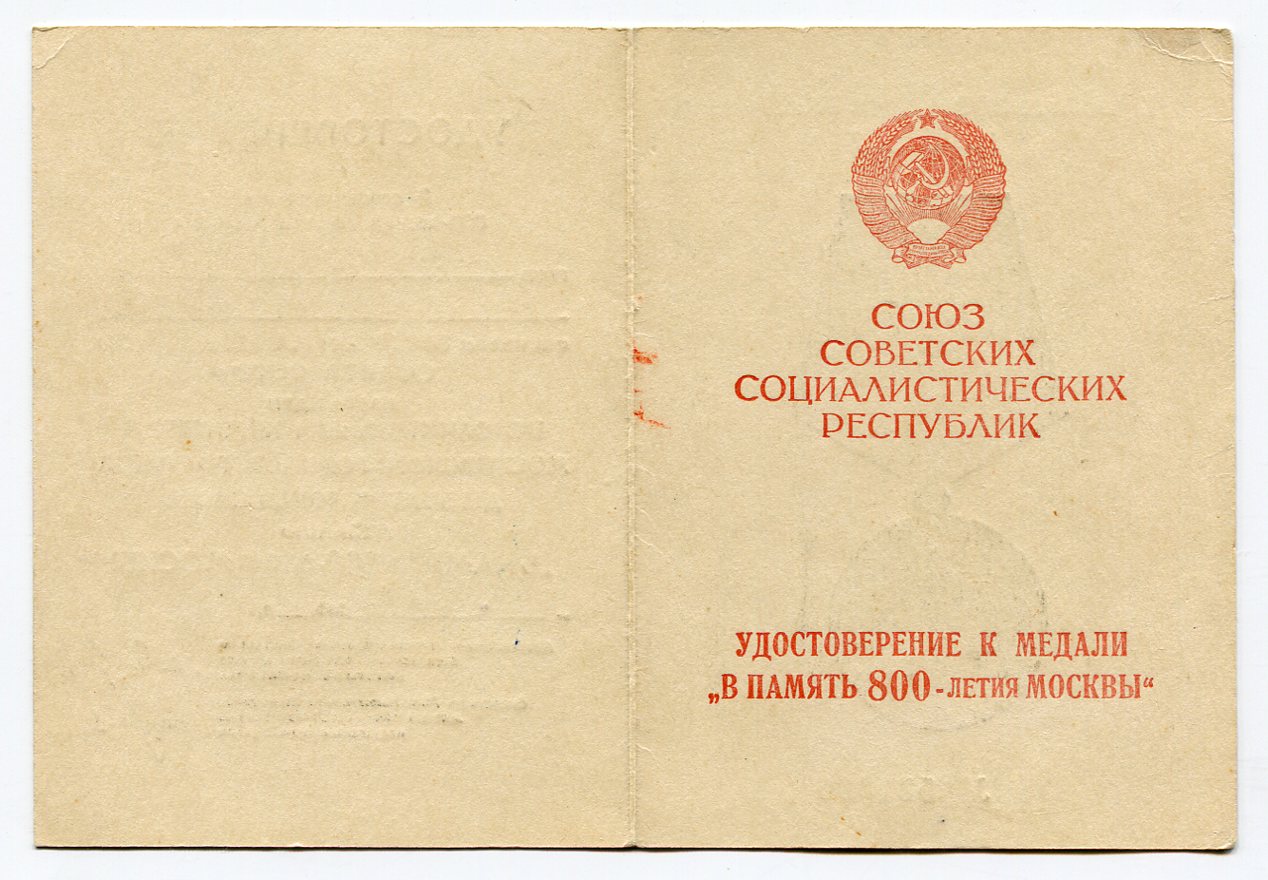 СОЮЗ
СОВЕТСКИХ
СОЦИАЛИСТИЧЕСКИХ
РЕСПУБЛИК
УДОСТОВЕРЕНИЕ К МЕДАЛИ
„В ПАМЯТЬ 800-ЛЕТИЯ МОСКВЫ“